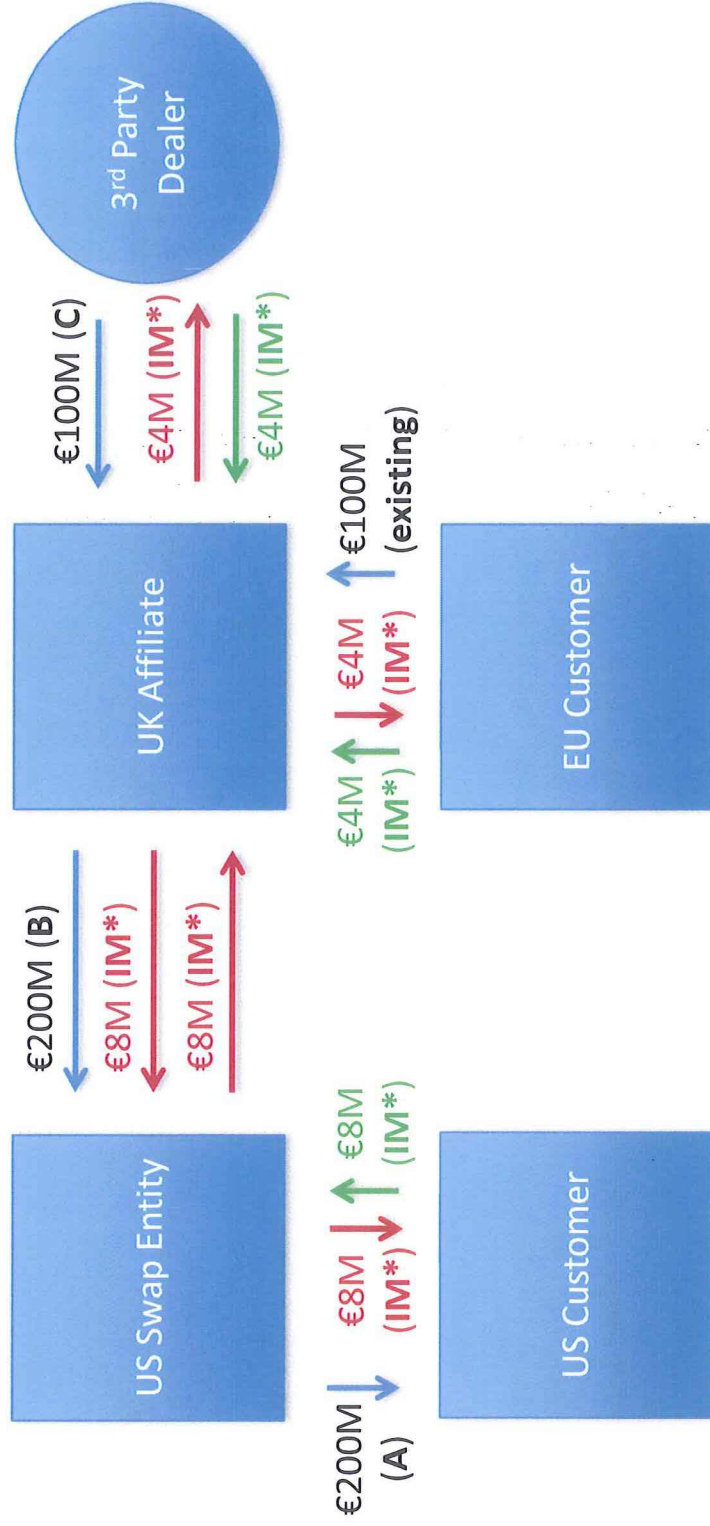 US Swap Entity
€200M (B)
€8M (IM*)
€8M (IM*)
UK Affiliate
€100M (C)
€4M (IM*)
€4M (IM*)
3rd Party
Dealer
€200M
(A)
€8M
(IM*)
€8M
(IM*)
€4M
(IM*)
€4M
(IM*)
€100M
(existing)
US Customer
EU Customer